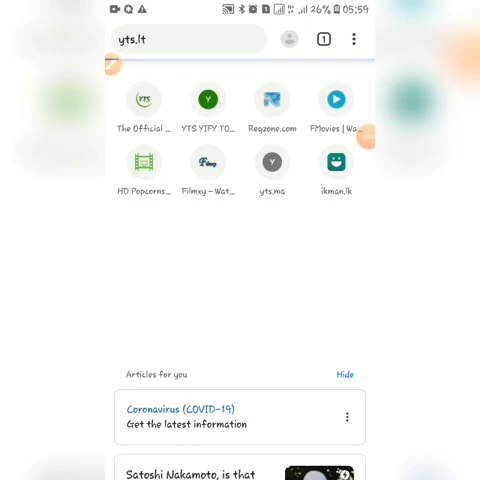 26% 05:59
yts.lt
1
The Official ...
YTS YIFY TO...
Reqzone.com
FMovies | Wa...
HD Popcorns...
Filmxy - Wat...
yts.ma
ikman.lk
Articles for you
Hide
Coronavirus (COVID-19)
Get the latest information
Satoshi Nakamoto, is that